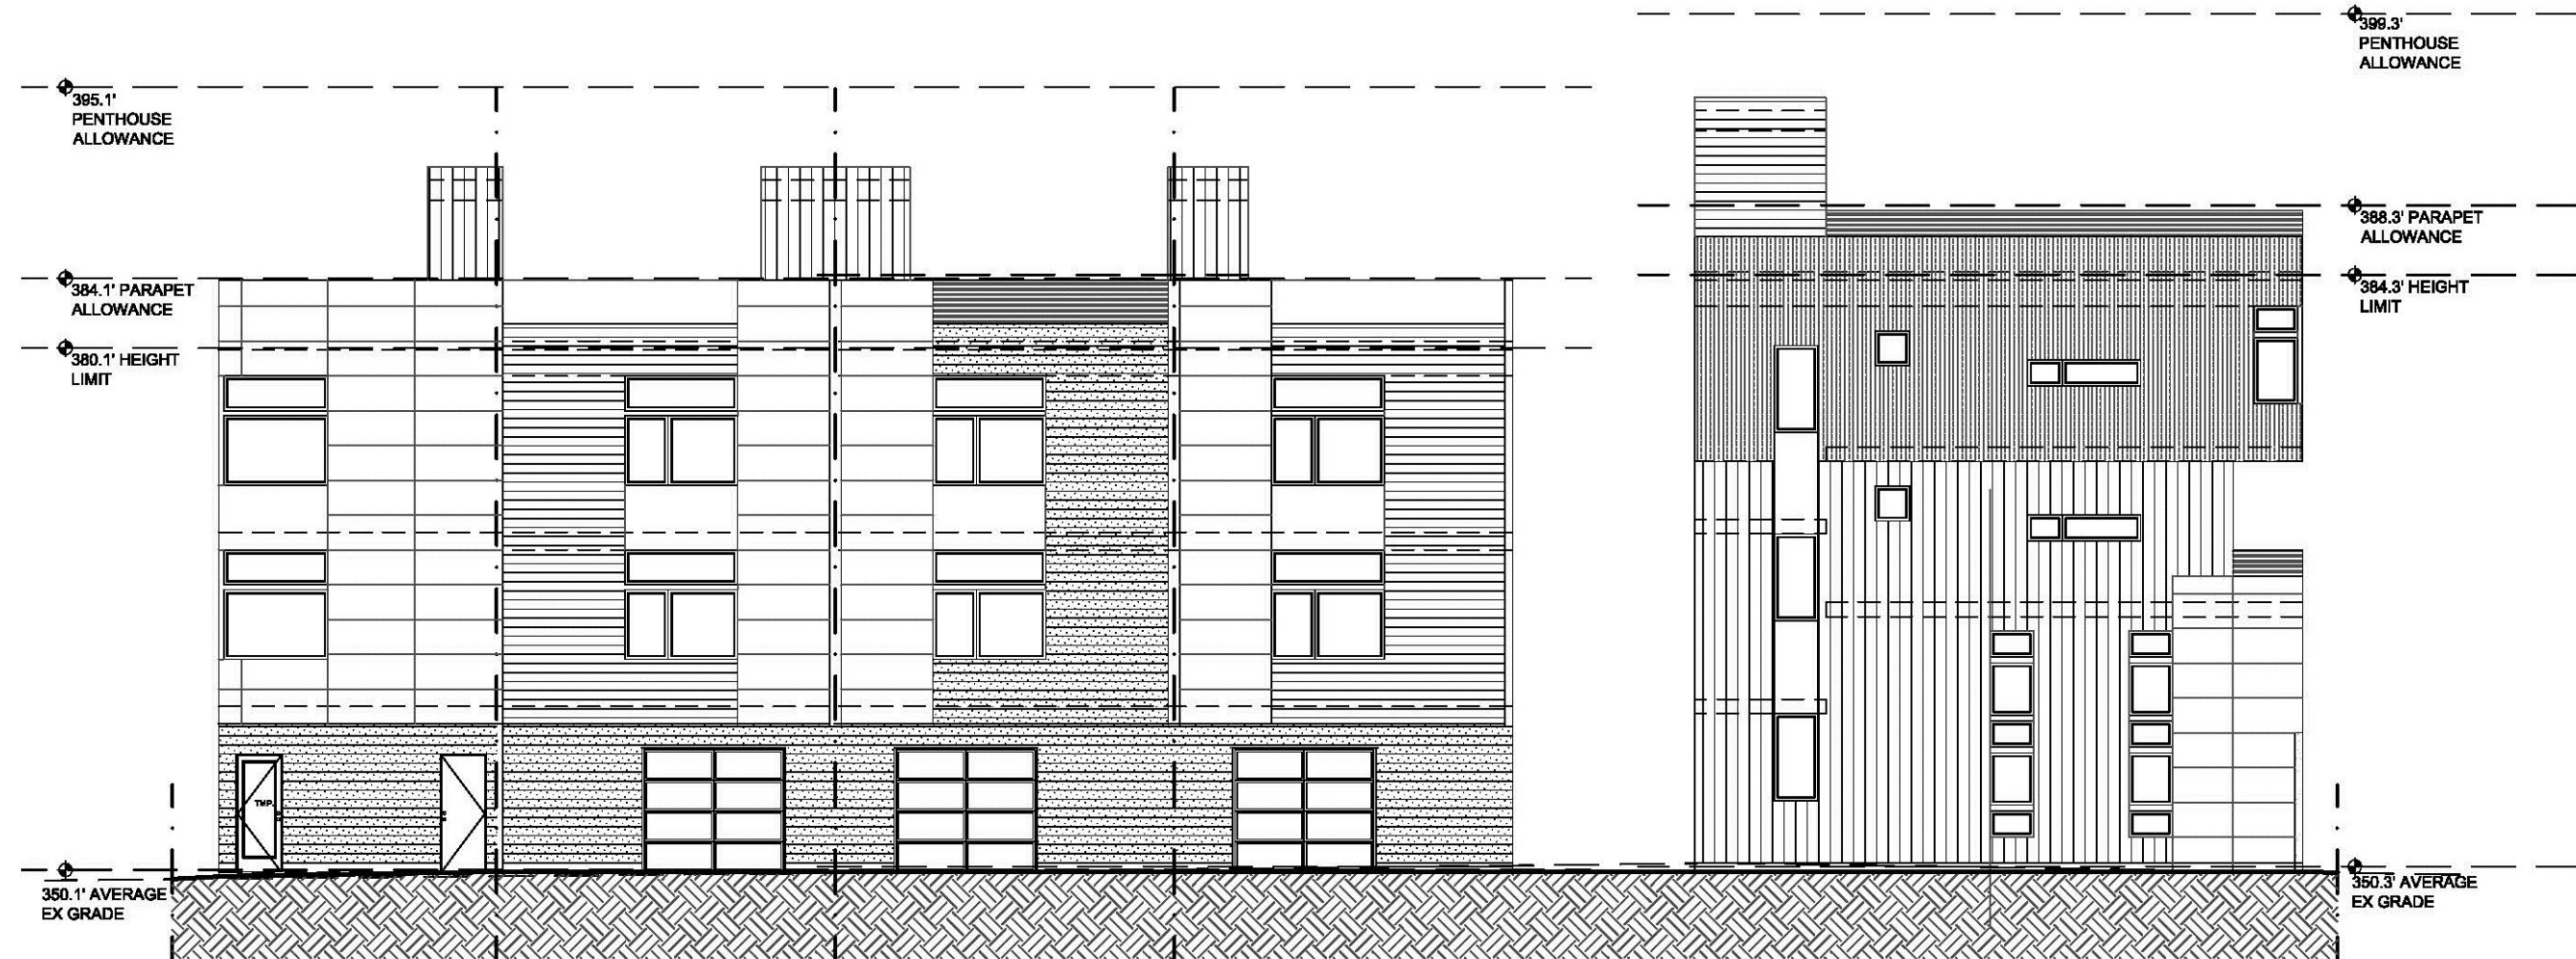 399.3'
PENTHOUSE
ALLOWANCE
395.1'
PENTHOUSE
ALLOWANCE
388.3' PARAPET
ALLOWANCE
384.1' PARAPET
ALLOWANCE
384.3' HEIGHT
LIMIT
380.1' HEIGHT
LIMIT
TMP.
350.1' AVERAGE
EX GRADE
350.3' AVERAGE
EX GRADE